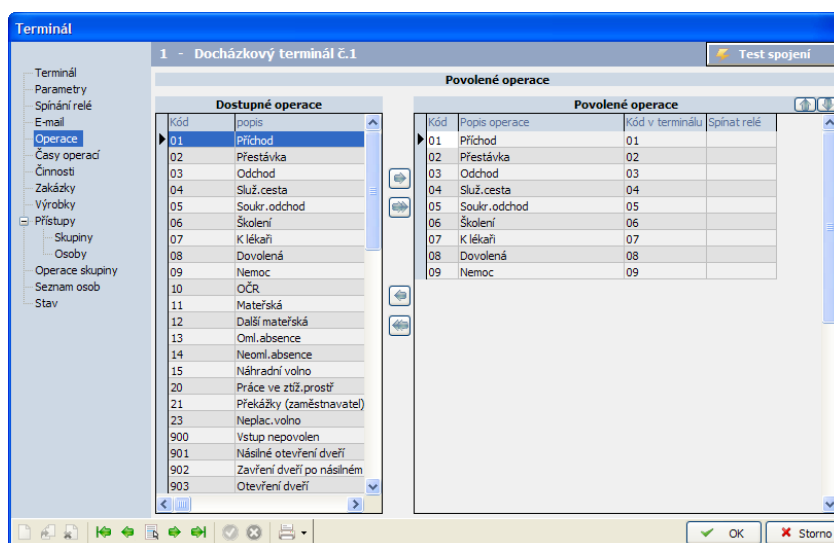 Terminál
1 - Docházkový terminál č.1
Test spojení
Terminál
Parametry
Spínání relé
E-mail
Operace
Časy operací
Činnosti
Zakázky
Výrobky
Přístupy
Skupiny
Osoby
Operace skupiny
Seznam osob
Stav
Povolené operace
Dostupné operace
Kód popis
01 Příchod
02 Přestávka
03 Odchod
04 Služ.cesta
05 Soukr.odchod
06 Školení
07 K lékaři
08 Dovolená
09 Nemoc
10 OČR
11 Mateřská
12 Další mateřská
13 Oml.absence
14 Neoml.absence
15 Náhradní volno
20 Práce ve ztíž.prostř
21 Překážky (zaměstnavatel)
23 Neplac.volno
900 Vstup nepovolen
901 Násilné otevření dveří
902 Zavření dveří po násilném
903 Otevření dveří
Povolené operace
Kód Popis operace Kód v terminálu Spínat relé
01 Příchod 01
02 Přestávka 02
03 Odchod 03
04 Služ.cesta 04
05 Soukr.odchod 05
06 Školení 06
07 K lékaři 07
08 Dovolená 08
09 Nemoc 09
OK
Storno